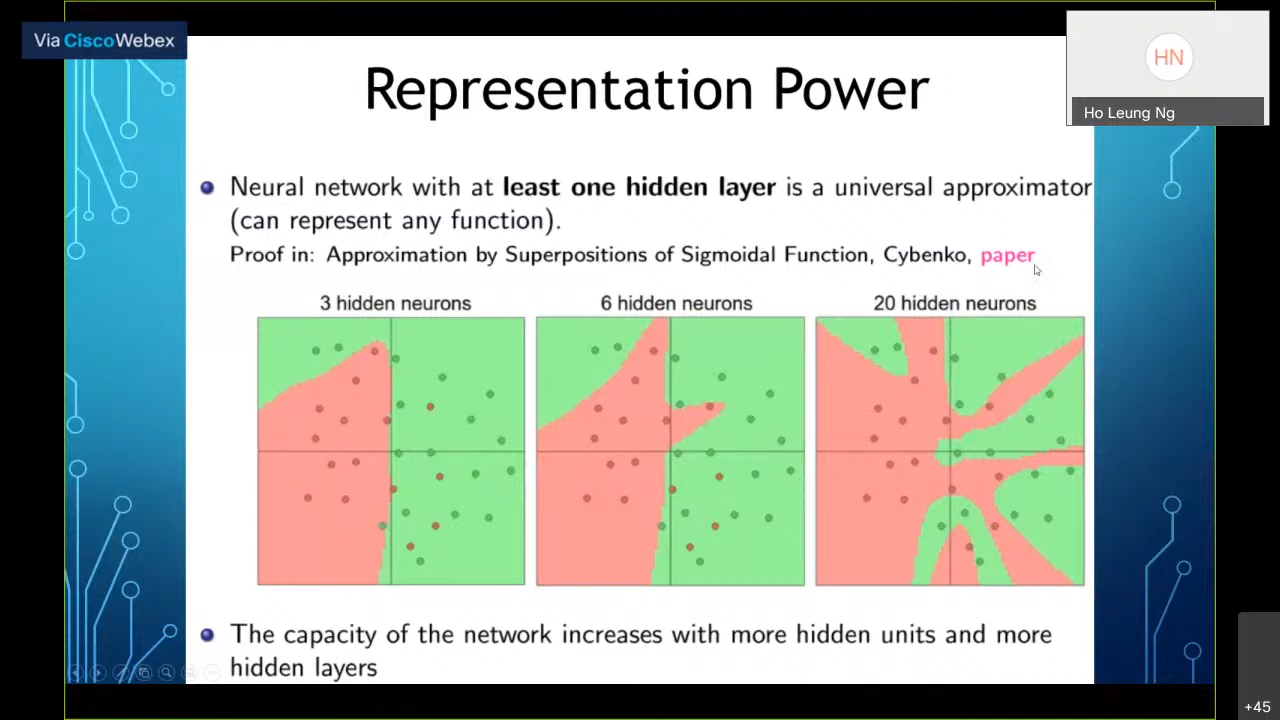 Via Cisco Webex
HN
Ho Leung Ng
Representation Power
Neural network with at least one hidden layer is a universal approximator
(can represent any function).
Proof in: Approximation by Superpositions of Sigmoidal Function, Cybenko, paper
3 hidden neurons
6 hidden neurons
20 hidden neurons
The capacity of the network increases with more hidden units and more
hidden layers
+45